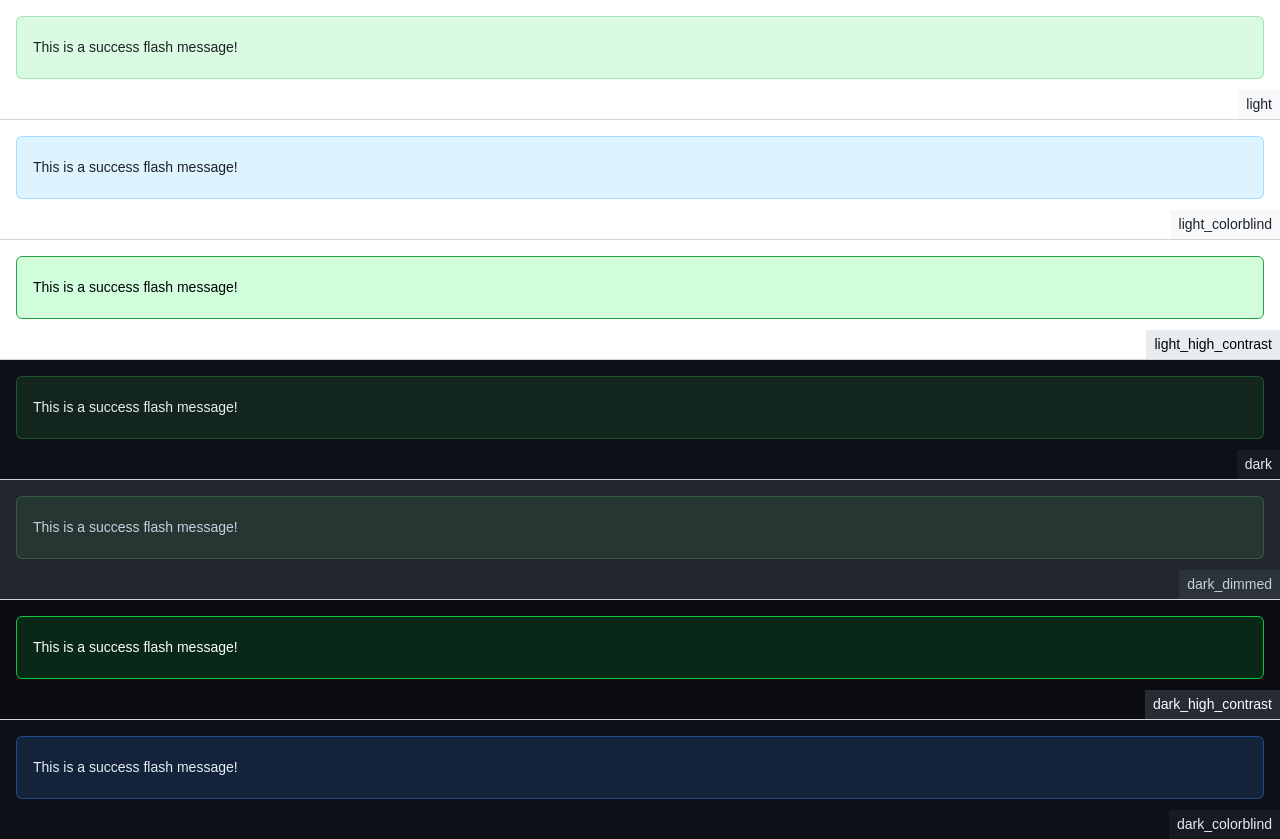 This is a success flash message!
light
This is a success flash message!
light_colorblind
This is a success flash message!
light_high_contrast
This is a success flash message!
dark
This is a success flash message!
dark_dimmed
This is a success flash message!
dark_high_contrast
This is a success flash message!
dark_colorblind